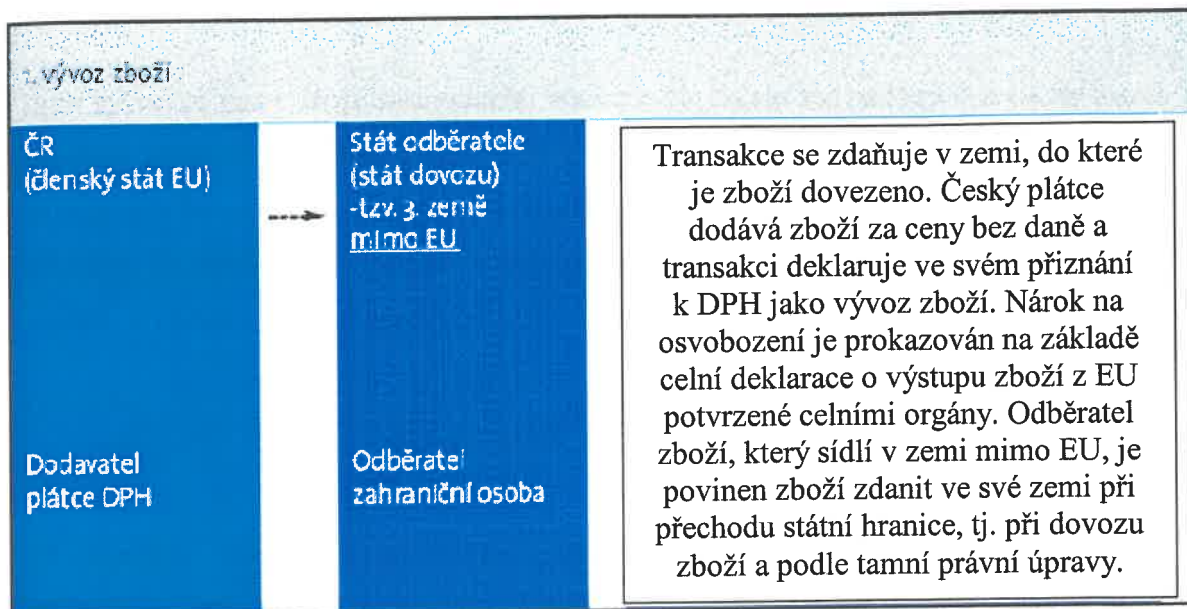 vývoz zboží
ČR
(členský stát EU)
Dodavatel
plátce DPH
Stát odběratele
(stát dovozu)
-tzv. 3. země
mimo EU
Odběratel
zahraniční osoba
Transakce se zdaňuje v zemi, do které
je zboží dovezeno. Český plátce
dodává zboží za ceny bez daně a
transakci deklaruje ve svém přiznání
k DPH jako vývoz zboží. Nárok na
osvobození je prokazován na základě
celní deklarace o výstupu zboží z EU
potvrzené celními orgány. Odběratel
zboží, který sídlí v zemi mimo EU, je
povinen zboží zdanit ve své zemi při
přechodu státní hranice, tj. při dovozu
zboží a podle tamní právní úpravy.